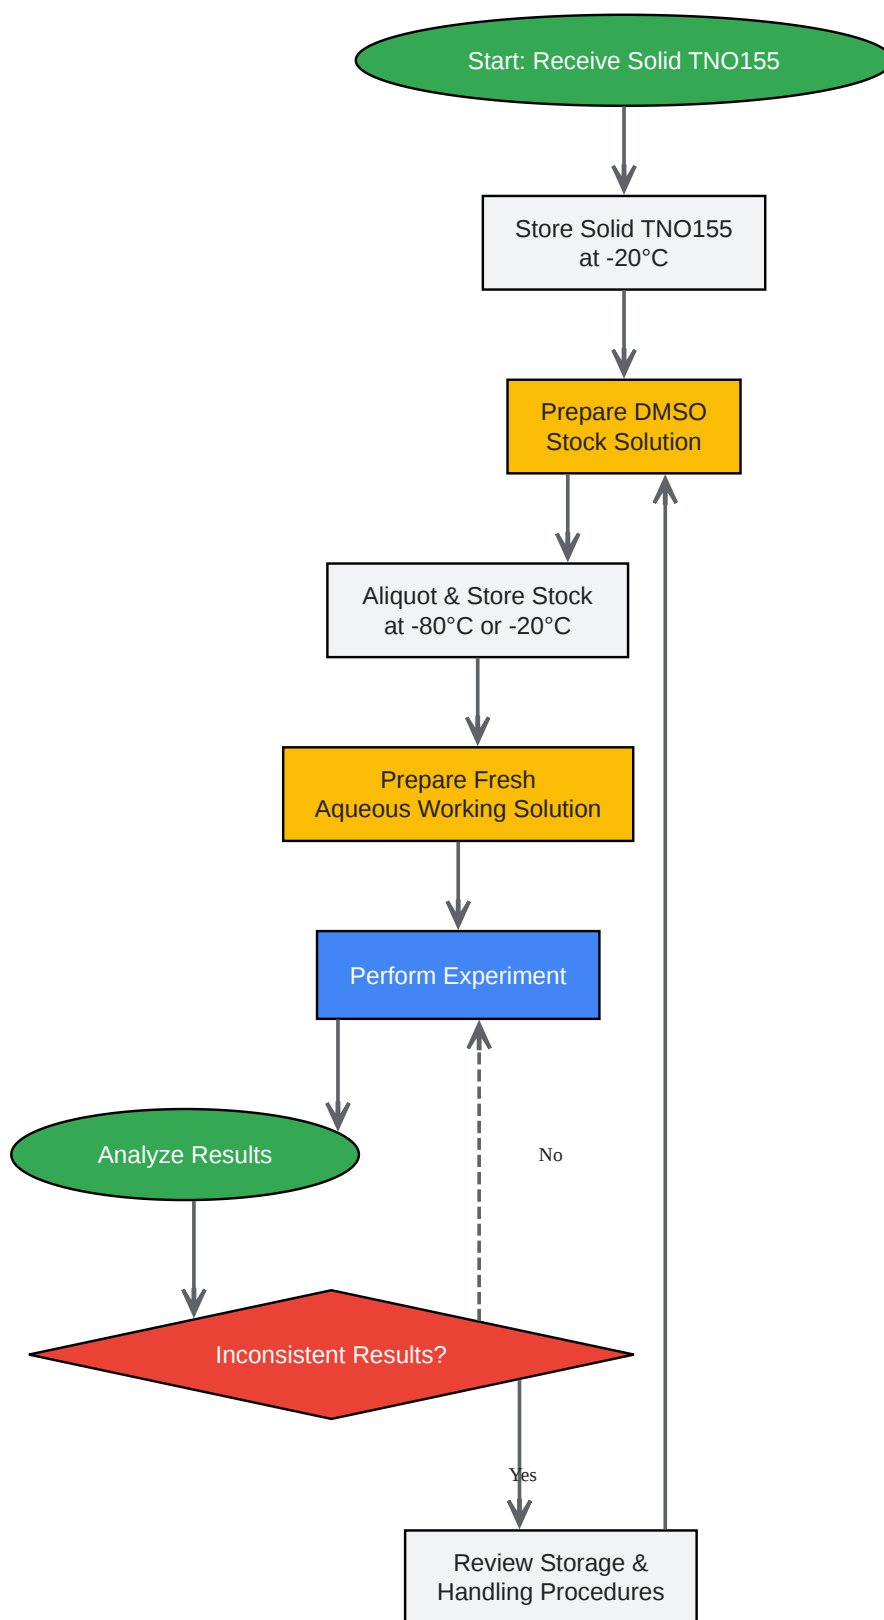 Start: Receive Solid TNO155
Store Solid TNO155
at -20°C
Prepare DMSO
Stock Solution
Aliquot & Store Stock
at -80°C or -20°C
Prepare Fresh
Aqueous Working Solution
Perform Experiment
Analyze Results
No
Inconsistent Results?
Yes
Review Storage &
Handling Procedures